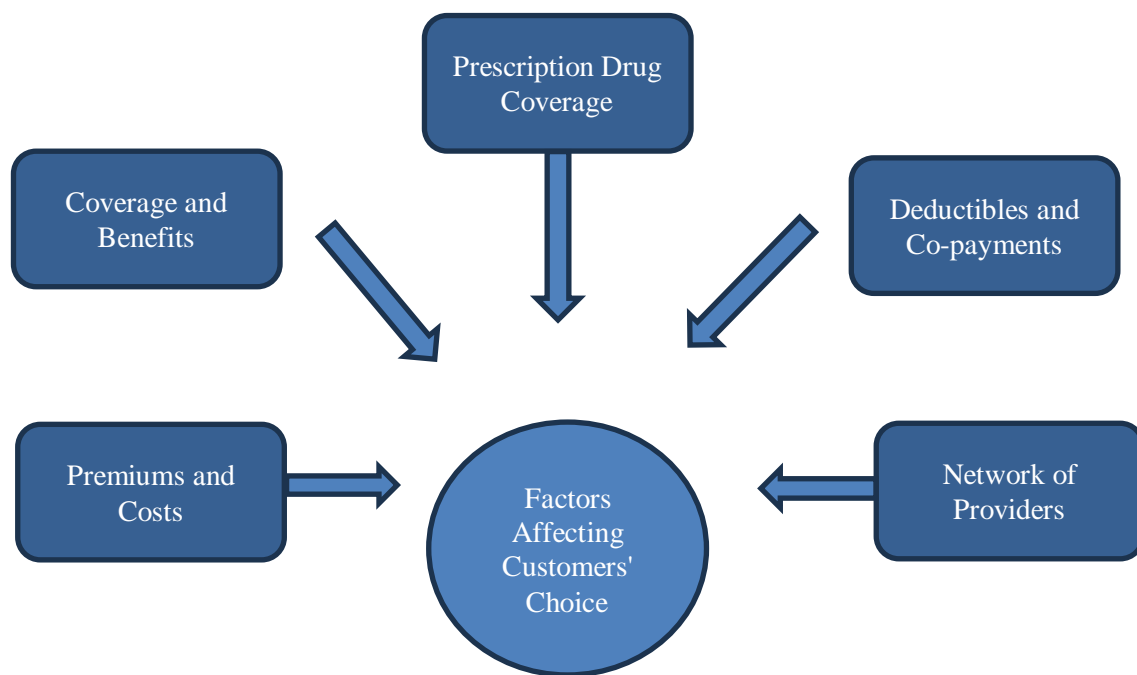 Prescription Drug
Coverage
Coverage and
Benefits
Deductibles and
Co-payments
Premiums and
Costs
Factors
Affecting
Customers'
Choice
Network of
Providers